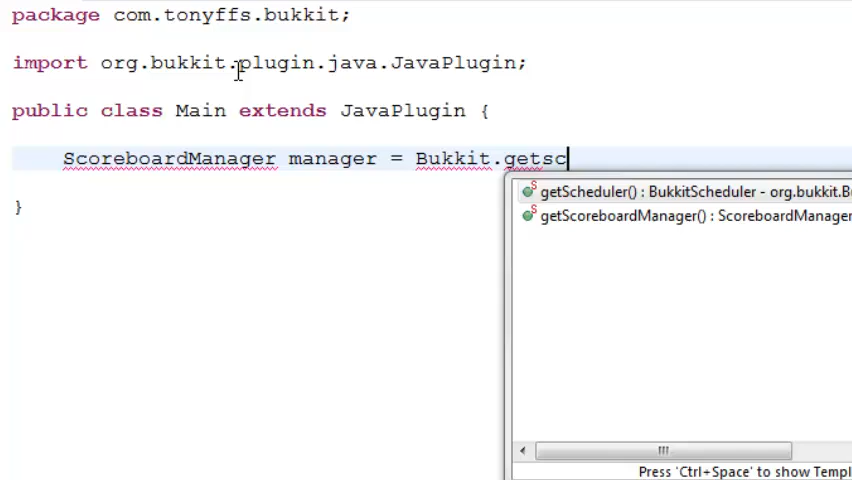 package com.tonyffs.bukkit;
import org.bukkit.plugin.java.JavaPlugin;
public class Main extends JavaPlugin {
ScoreboardManager manager = Bukkit.getsc
getScheduler() : BukkitScheduler - org.bukkit.B
getScoreboardManager() : ScoreboardManager
}
Press 'Ctrl+Space' to show Templ